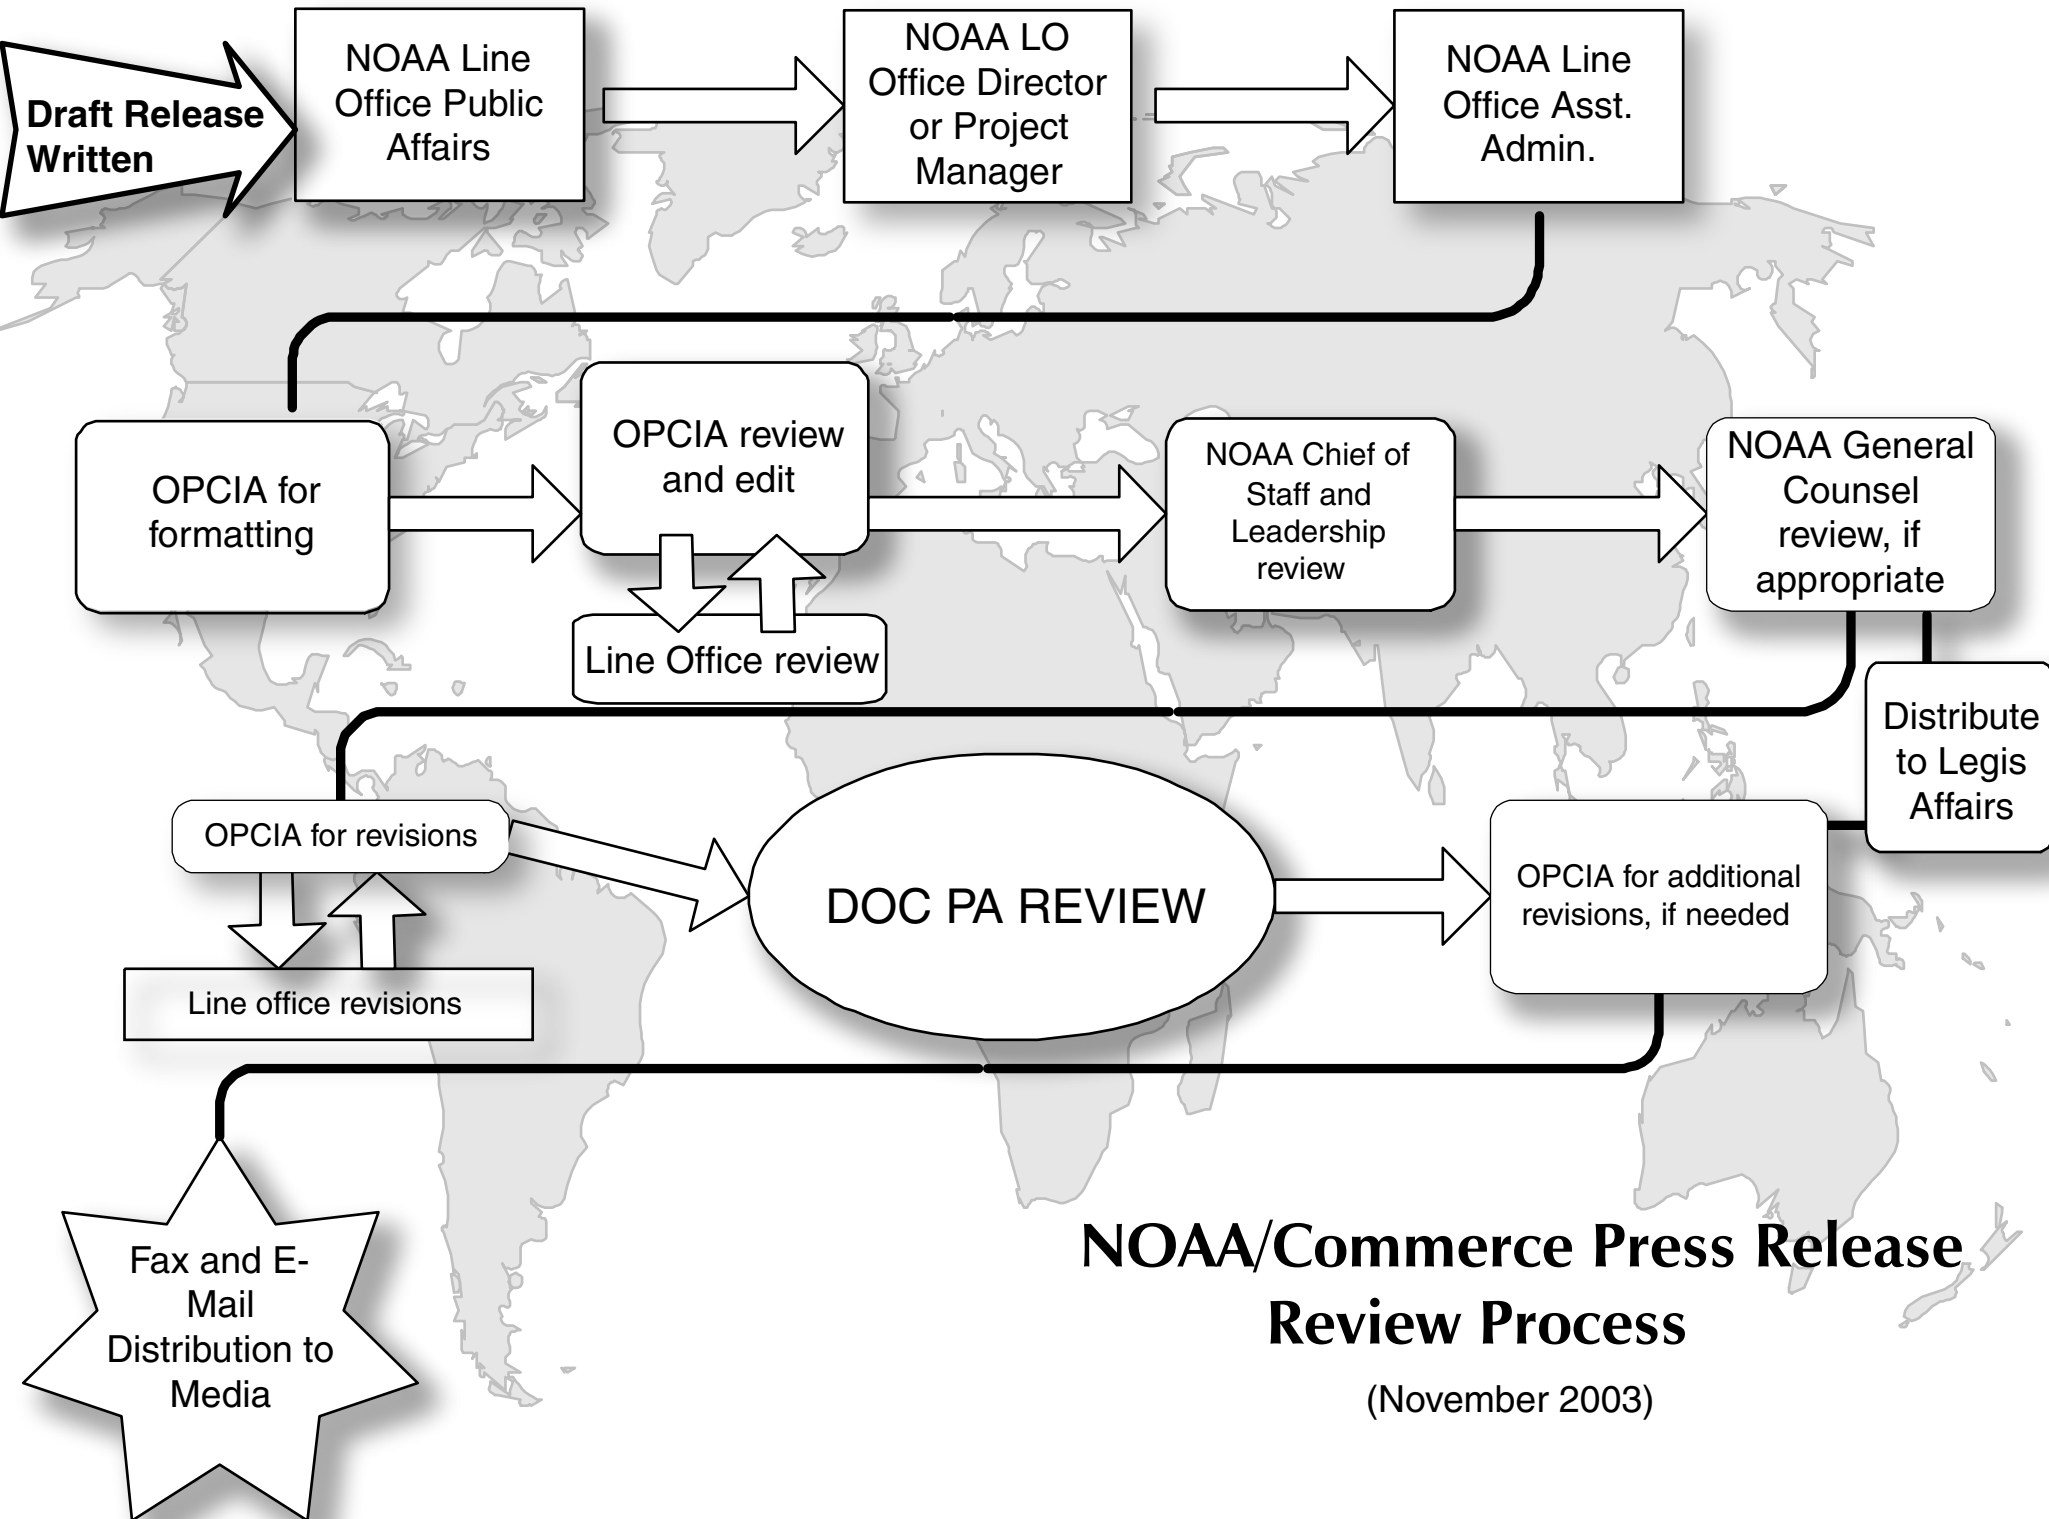 Draft Release
Written
NOAA Line
Office Public
Affairs
NOAA LO
Office Director
or Project
Manager
NOAA Line
Office Asst.
Admin.
OPCIA for
formatting
OPCIA review
and edit
Line Office review
NOAA Chief of
Staff and
Leadership
review
NOAA General
Counsel
review, if
appropriate
Distribute
to Legis
Affairs
OPCIA for revisions
Line office revisions
DOC PA REVIEW
OPCIA for additional
revisions, if needed
Fax and E-
Mail
Distribution to
Media
NOAA/Commerce Press Release
Review Process
(November 2003)